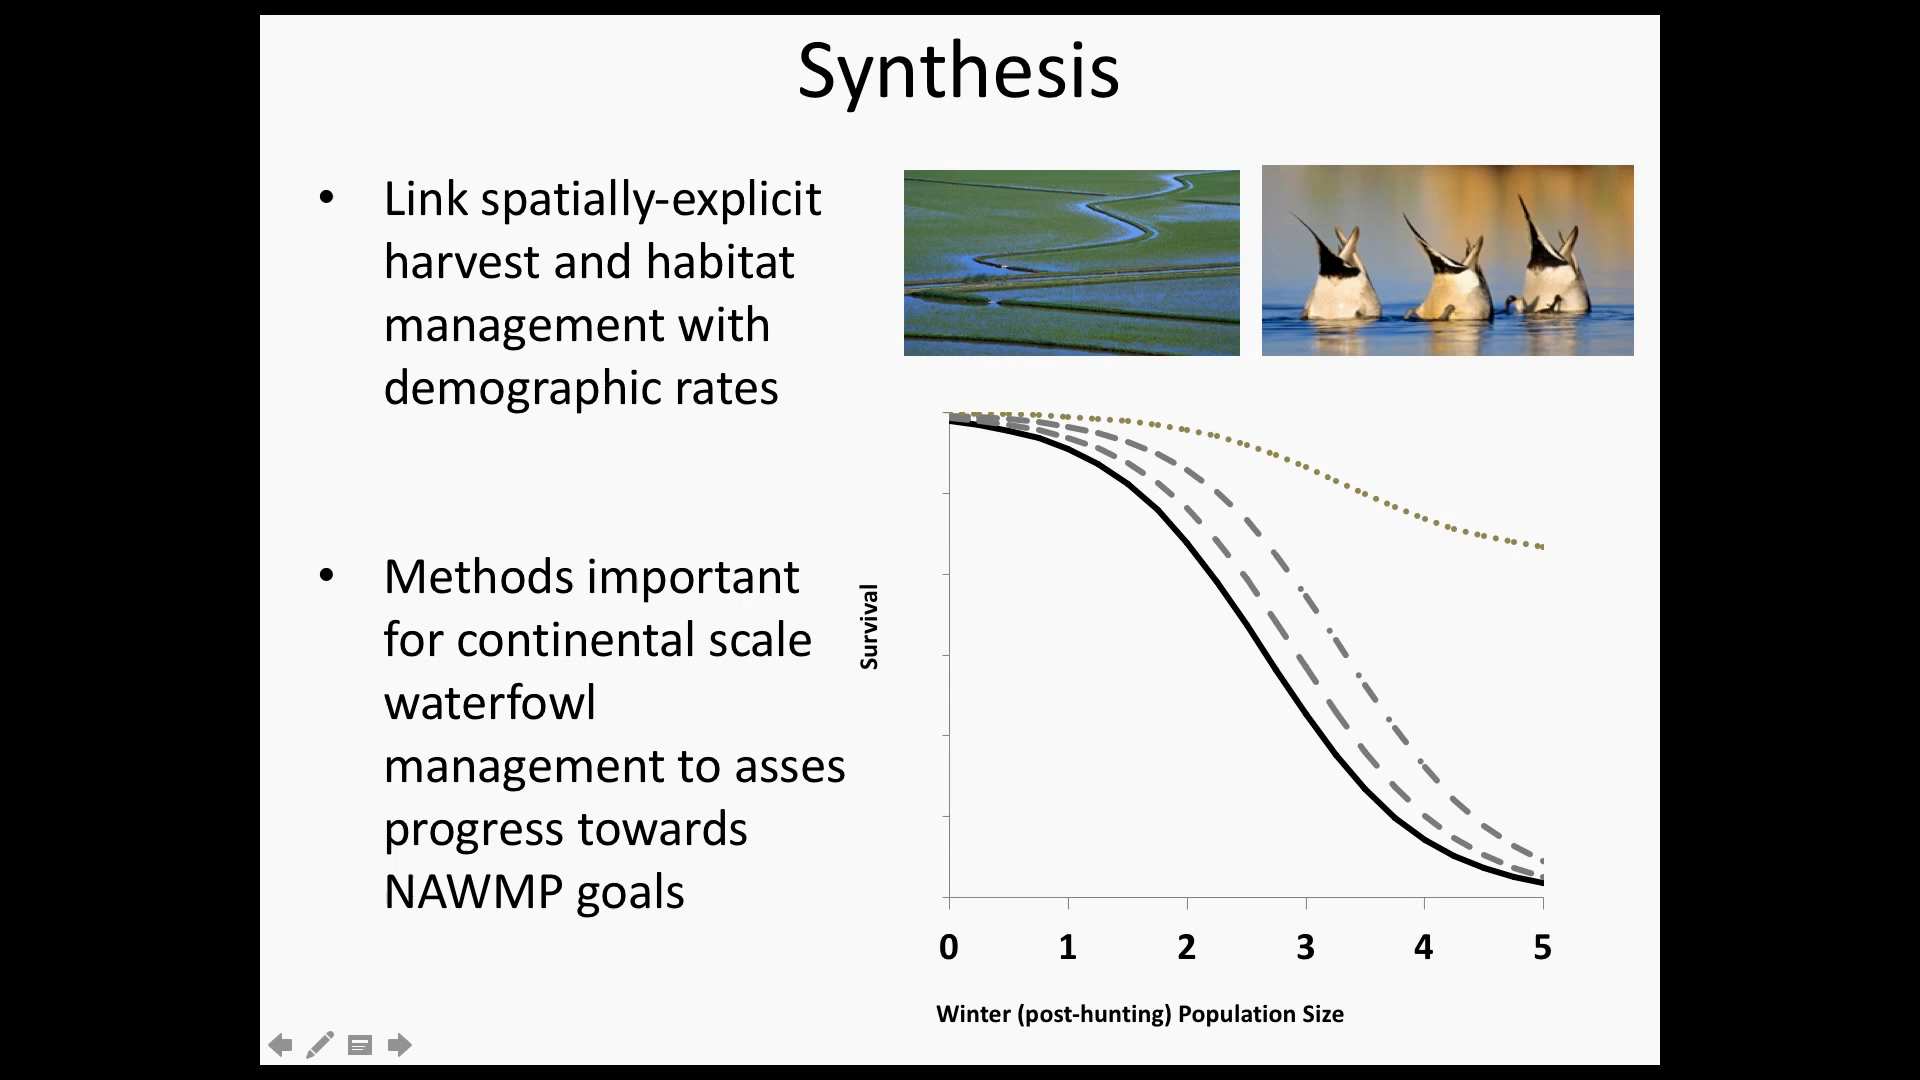 Synthesis
• Link spatially-explicit
harvest and habitat
management with
demographic rates
• Methods important
for continental scale
waterfowl
management to asses
progress towards
NAWMP goals
Survival
0 1 2 3 4 5
Winter (post-hunting) Population Size